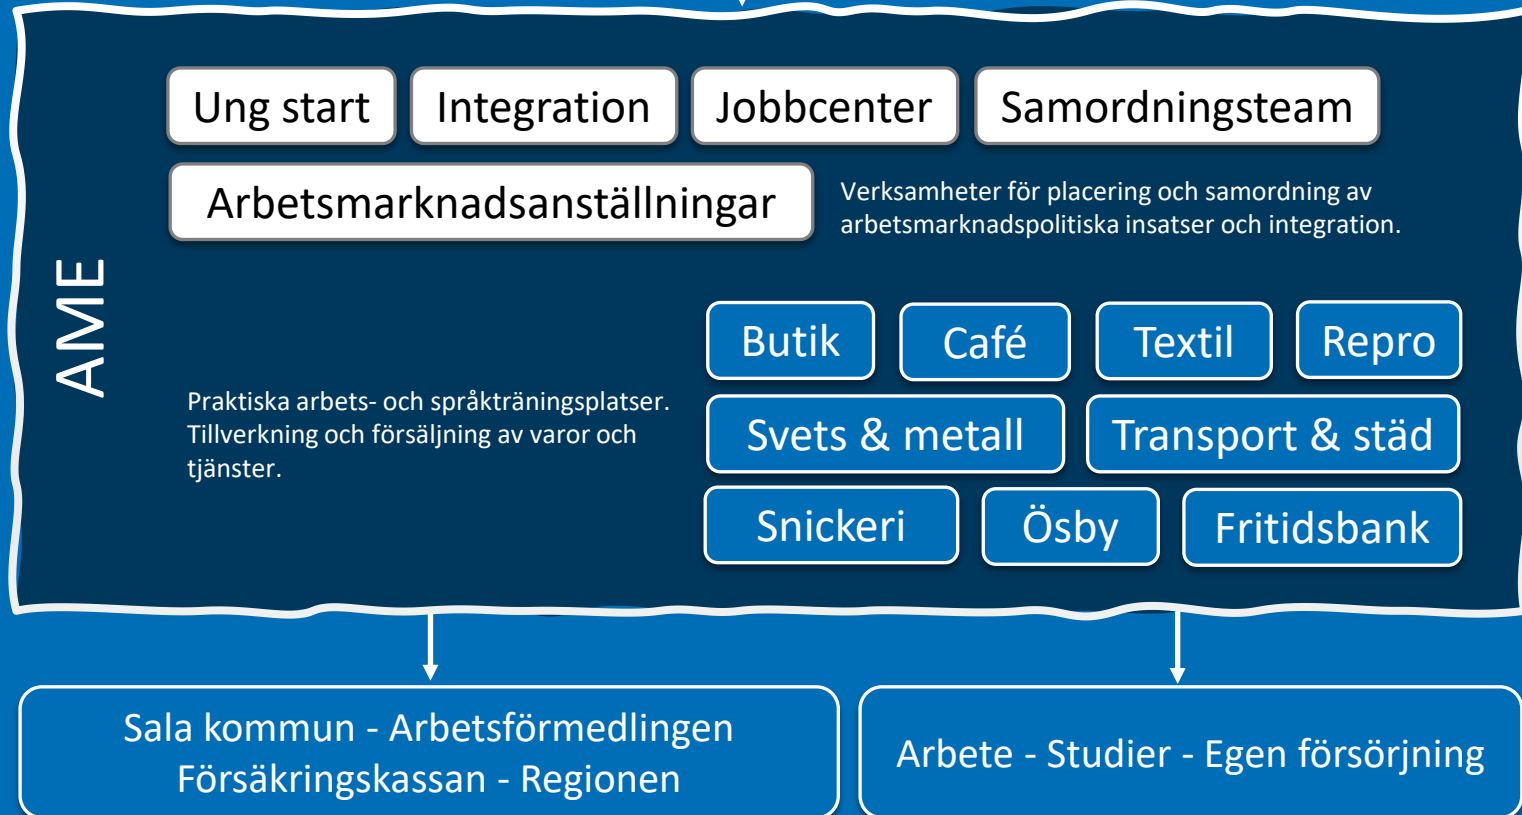 Ung start
Integration
Jobbcenter
Samordningsteam
Arbetsmarknadsanställningar
Verksamheter för placering och samordning av
arbetsmarknadspolitiska insatser och integration.
AME
Butik
Café
Textil
Repro
Praktiska arbets- och språkträningsplatser.
Tillverkning och försäljning av varor och
tjänster.
Svets & metall
Transport & städ
Snickeri
Ösby
Fritidsbank
Sala kommun - Arbetsförmedlingen
Försäkringskassan - Regionen
Arbete - Studier - Egen försörjning